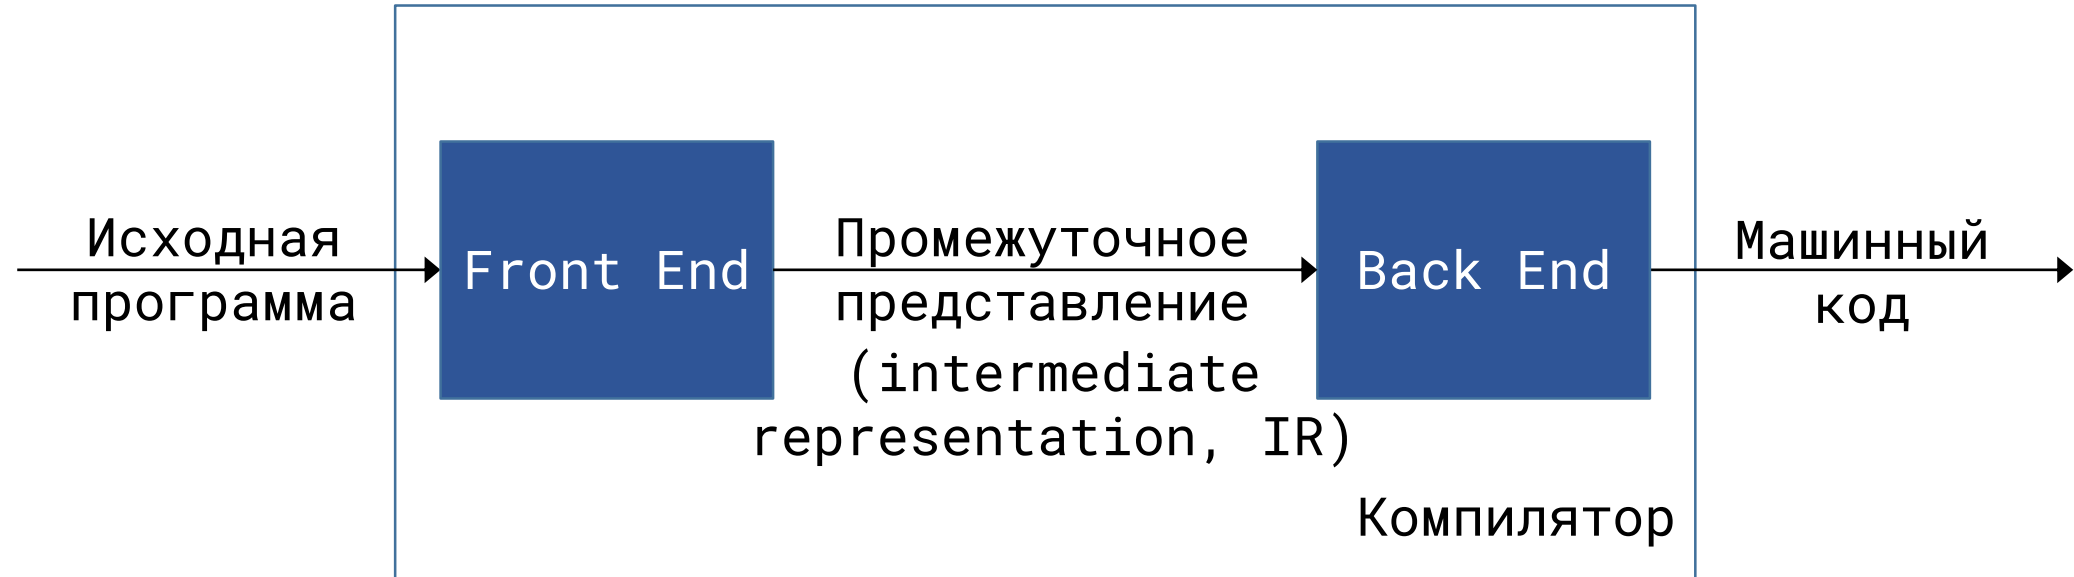 Исходная
программа
Front End
Промежуточное
представление
(intermediate
representation, IR)
Back End
Машинный
код
Компилятор